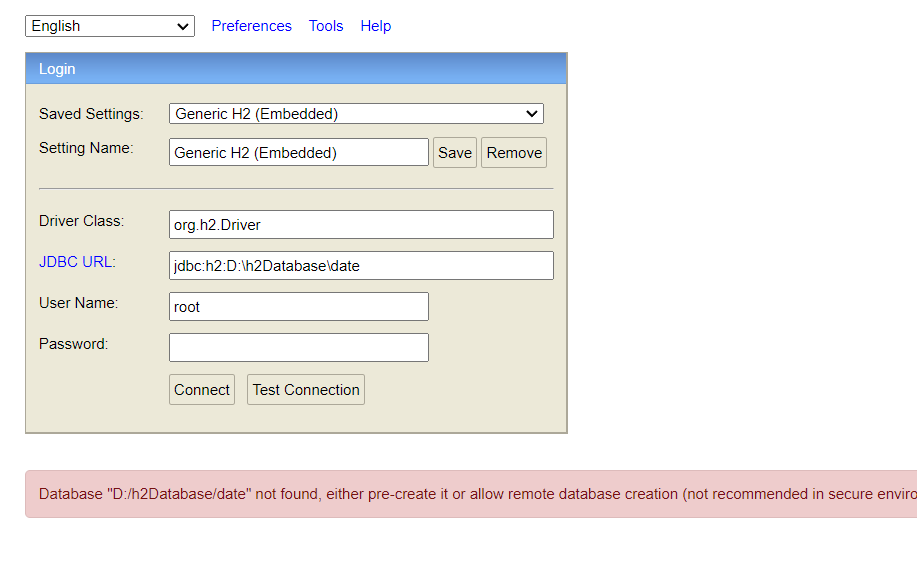 English Preferences Tools Help
Login
Saved Settings: Generic H2 (Embedded)
Setting Name: Generic H2 (Embedded) Save Remove
Driver Class: org.h2.Driver
JDBC URL: jdbc:h2:D:\h2Database\date
User Name: root
Password:
Connect Test Connection
Database "D:/h2Database/date" not found, either pre-create it or allow remote database creation (not recommended in secure enviro